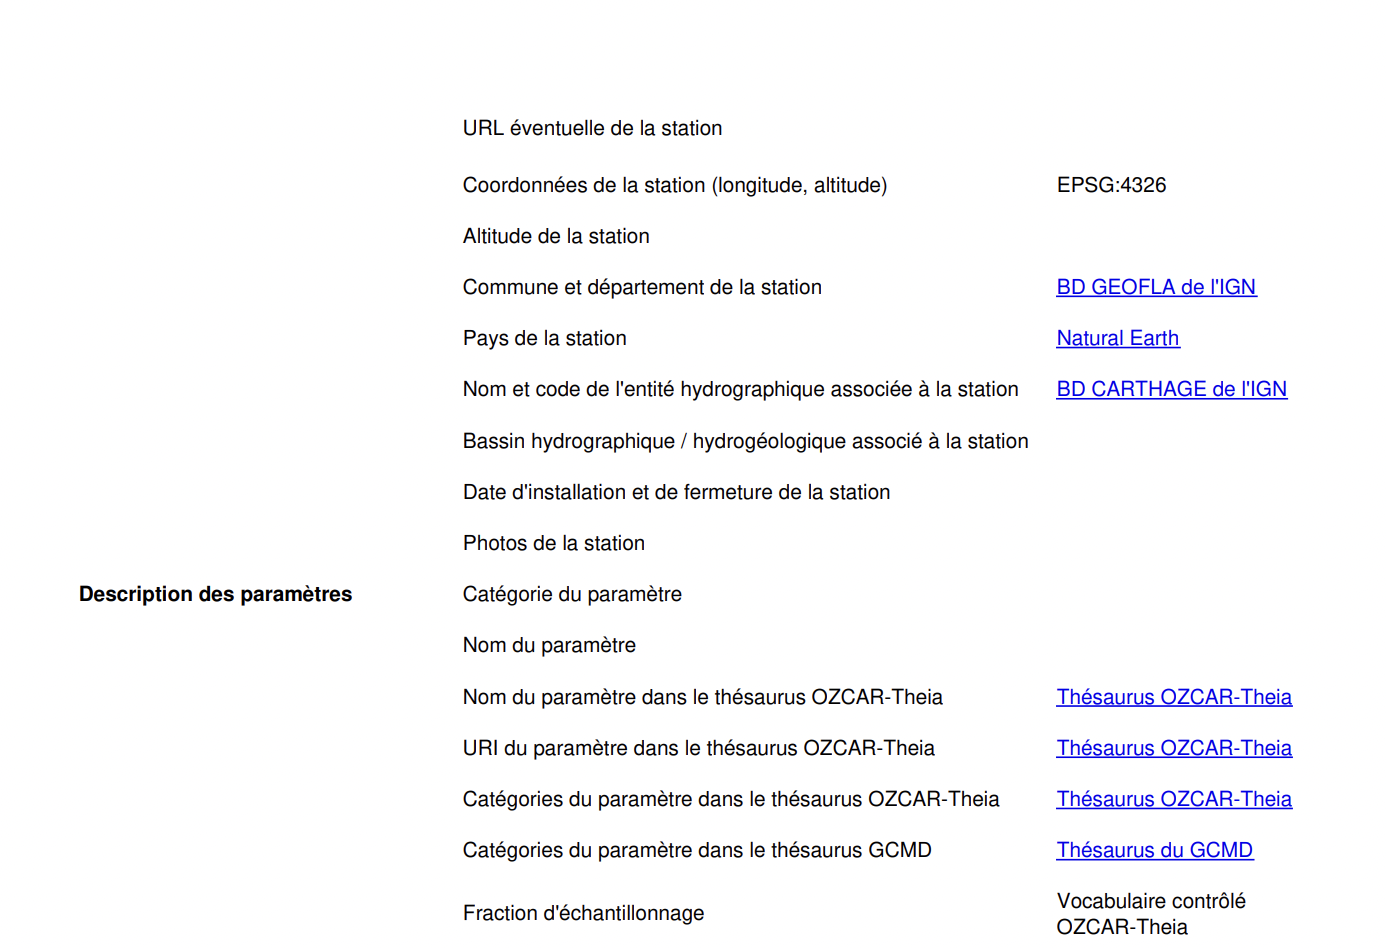 URL éventuelle de la station
Coordonnées de la station (longitude, altitude) EPSG:4326
Altitude de la station
Commune et département de la station BD GEOFLA de l'IGN
Pays de la station Natural Earth
Nom et code de l'entité hydrographique associée à la station BD CARTHAGE de l'IGN
Bassin hydrographique / hydrogéologique associé à la station
Date d'installation et de fermeture de la station
Photos de la station
Description des paramètres Catégorie du paramètre
Nom du paramètre
Nom du paramètre dans le thésaurus OZCAR-Theia Thésaurus OZCAR-Theia
URI du paramètre dans le thésaurus OZCAR-Theia Thésaurus OZCAR-Theia
Catégories du paramètre dans le thésaurus OZCAR-Theia Thésaurus OZCAR-Theia
Catégories du paramètre dans le thésaurus GCMD Thésaurus du GCMD
Fraction d'échantillonnage Vocabulaire contrôlé
OZCAR-Theia